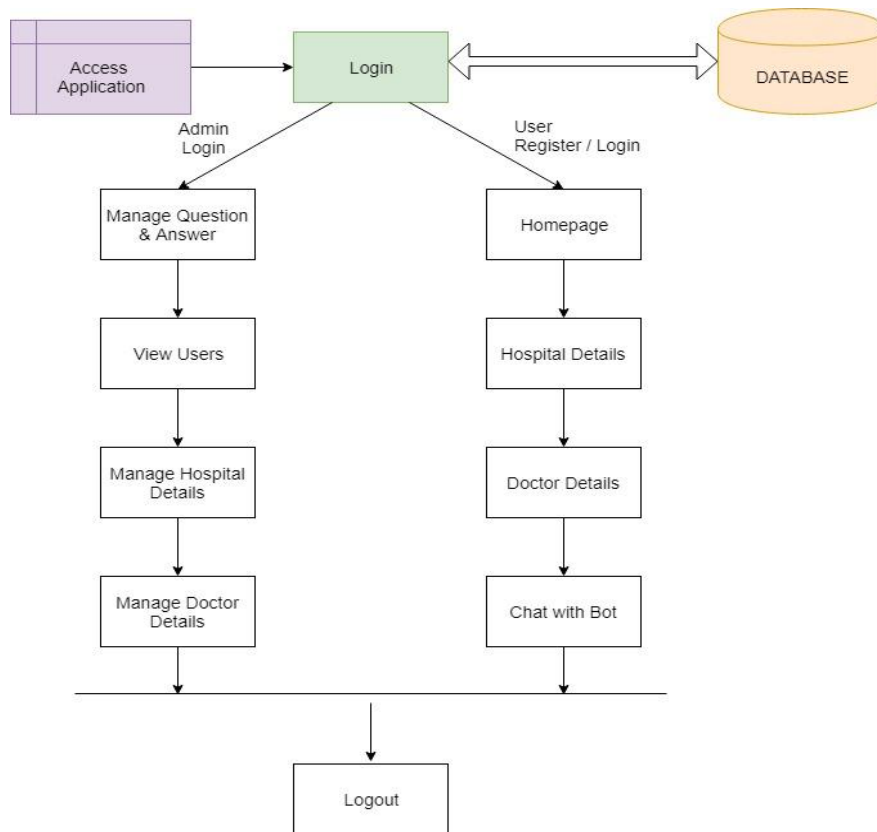 Access
Application
Login
DATABASE
Admin
Login
User
Register / Login
Manage Question
& Answer
Homepage
View Users
Hospital Details
Manage Hospital
Details
Doctor Details
Manage Doctor
Details
Chat with Bot
Logout